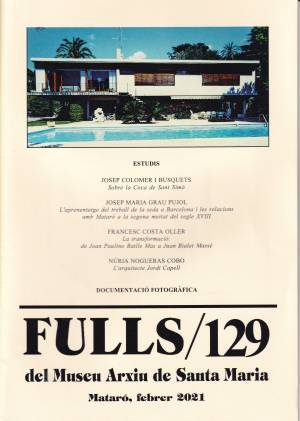 ESTUDIS
JOSEP COLOMER I BUSQUETS
Sobre la Coca de Sant Simó
JOSEP MARIA GRAU PUJOL
L'aprenentatge del treball de la seda a Barcelona i les relacions
amb Mataró a la segona meitat del segle XVIII
FRANCESC COSTA OLLER
La transformació:
de Joan Paulino Batlle Mas a Juan Bialet Massé
NÚRIA NOGUERAS COBO
L'arquitecte Jordi Capell
DOCUMENTACIÓ FOTOGRÀFICA
FULLS/129
del Museu Arxiu de Santa Maria
Mataró, febrer 2021